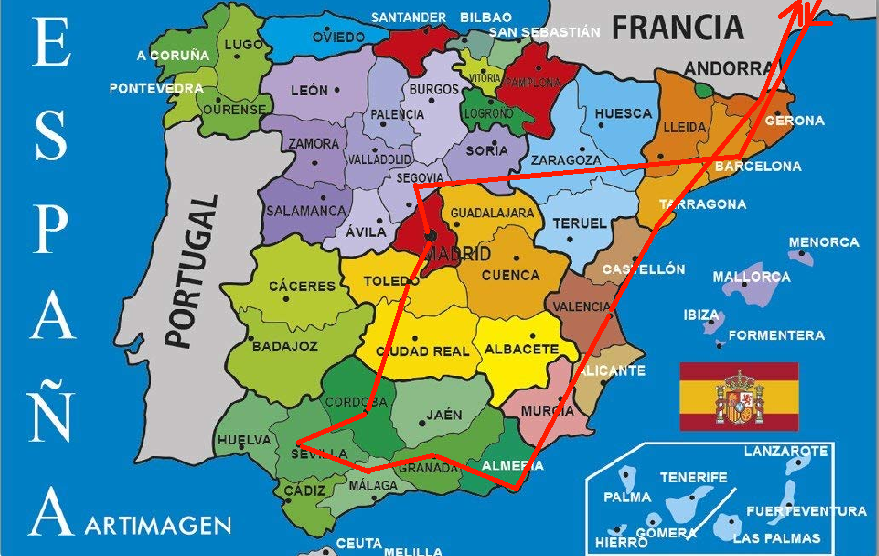 ESPAÑA
SANTANDER
BILBAO
SAN SEBASTIÁN
FRANCIA
A CORUÑA
LUGO
OVIEDO
ANDORRA
PONTEVEDRA
OURENSE
LEÓN
PALENCIA
BURGOS
VITORIA
PAMPLONA
LOGROÑO
HUESCA
LLEIDA
GERONA
ZAMORA
VALLADOLID
SORIA
ZARAGOZA
BARCELONA
SEGOVIA
SALAMANCA
ÁVILA
GUADALAJARA
TERUEL
TARRAGONA
PORTUGAL
MADRID
CUENCA
CASTELLÓN
MENORCA
MALLORCA
CÁCERES
TOLEDO
VALENCIA
IBIZA
FORMENTERA
BADAJOZ
CIUDAD REAL
ALBACETE
ALICANTE
CORDOBA
JAÉN
MURCIA
HUELVA
SEVILLA
GRANADA
ALMERIA
CÁDIZ
MÁLAGA
LANZAROTE
TENERIFE
PALMA
FUERTEVENTURA
GOMERA
HIERRO
LAS PALMAS
ARTIMAGEN
CEUTA
MELILLA